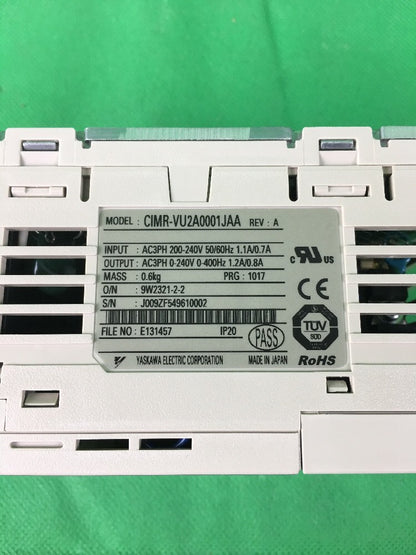 MODEL : CIMR-VU2A0001JAA REV : A
INPUT : AC3PH 200-240V 50/60Hz 1.1A/0.7A
OUTPUT : AC3PH 0-240V 0-400Hz 1.2A/0.8A
MASS : 0.6kg PRG : 1017
O/N : 9W2321-2-2
S/N : J009ZF549610002
FILE NO : E131457 IP20 PASS
YASKAWA ELECTRIC CORPORATION MADE IN JAPAN
c RU US
CE
TÜV
SÜD
RoHS